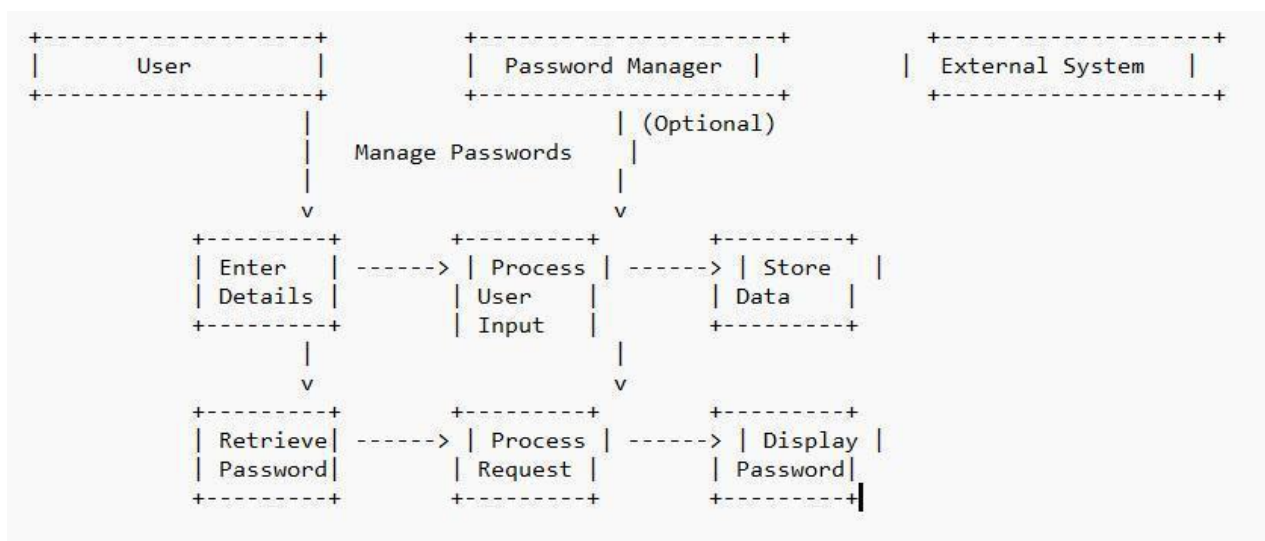 +--------------------+ +-----------------------+ +---------------------+
| User | | Password Manager | | External System |
+--------------------+ +-----------------------+ +---------------------+
| | (Optional)
| Manage Passwords |
| |
v v
+---------+ +---------+ +---------+
| Enter | ------> | Process | ------> | Store |
| Details | | User | | Data |
+---------+ | Input | +---------+
| |
v v
+---------+ +---------+ +---------+
| Retrieve| ------> | Process | ------> | Display |
| Password| | Request | | Password|
+---------+ +---------+ +---------+